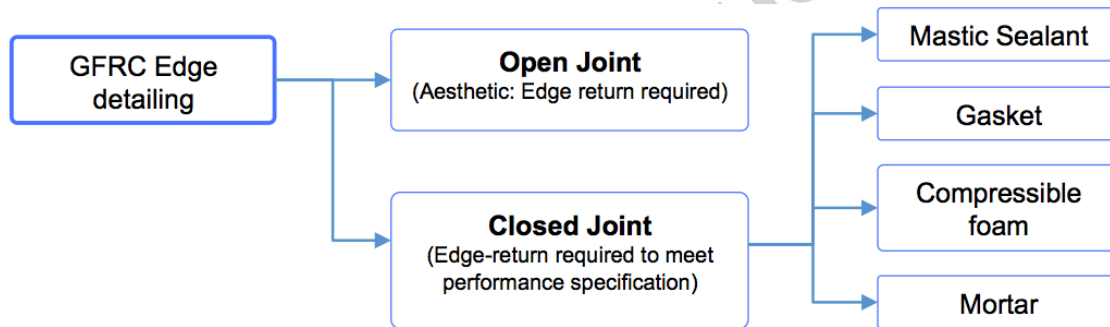 GFRC Edge
detailing
Open Joint
(Aesthetic: Edge return required)
Closed Joint
(Edge-return required to meet
performance specification)
Mastic Sealant
Gasket
Compressible
foam
Mortar